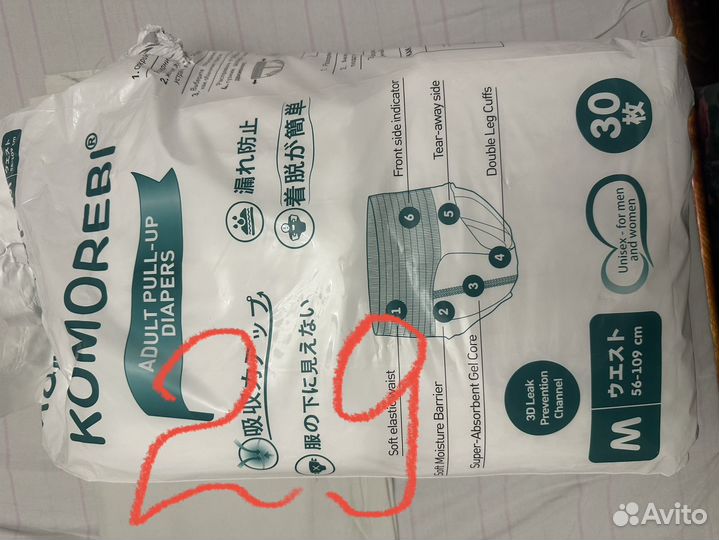 KOMOREBI®
ADULT PULL-UP
DIAPERS
漏れ防止
着脱が簡単
吸収力アップ
服の下に見えない
Front side indicator
Tear-away side
Double Leg Cuffs
6
5
4
1
2
3
Soft elastic waist
Soft Moisture Barrier
Super-Absorbent Gel Core
30
枚
Unisex - for men
and women
3D Leak
Prevention
Channel
M
ウエスト
56-109 cm
29
Avito